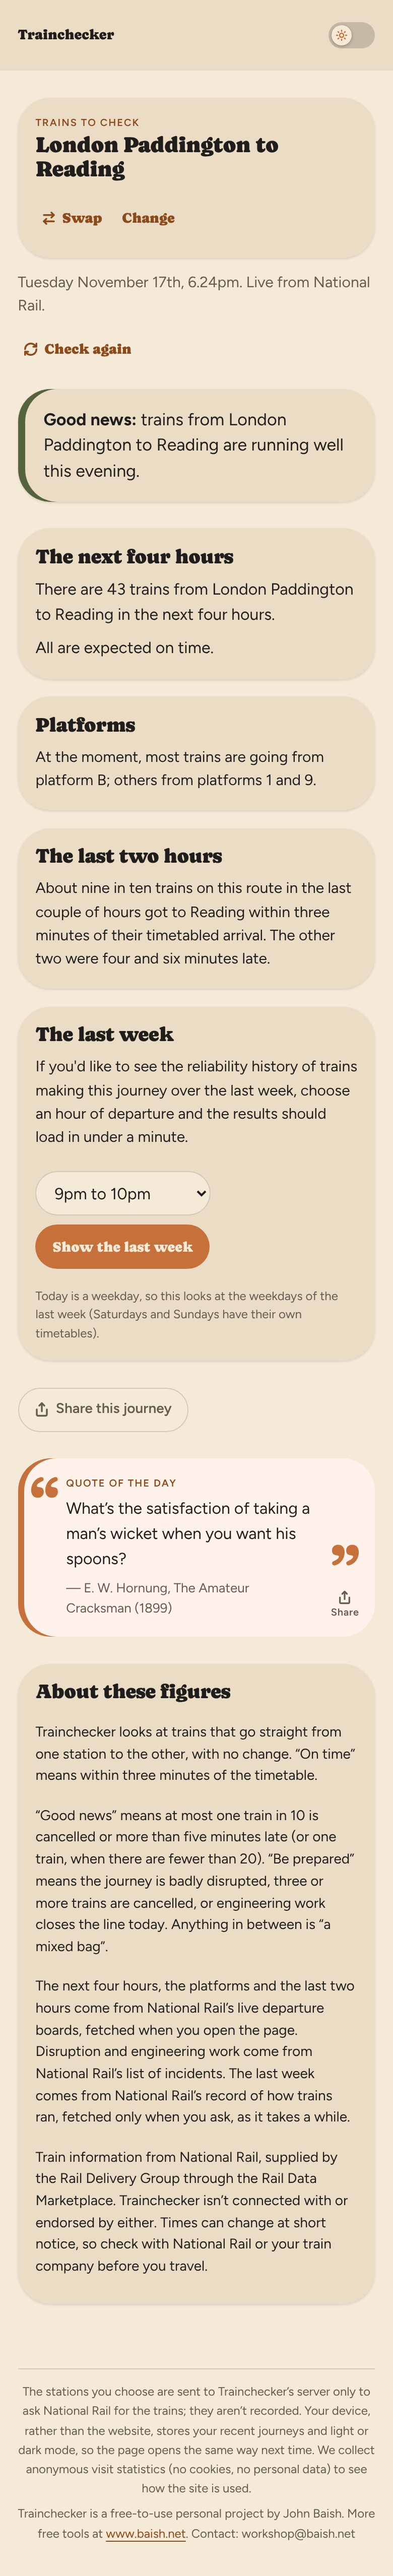 Trainchecker
TRAINS TO CHECK
London Paddington to
Reading
Swap Change
Tuesday November 17th, 6.24pm. Live from National
Rail.
Check again
Good news: trains from London
Paddington to Reading are running well
this evening.
The next four hours
There are 43 trains from London Paddington
to Reading in the next four hours.
All are expected on time.
Platforms
At the moment, most trains are going from
platform B; others from platforms 1 and 9.
The last two hours
About nine in ten trains on this route in the last
couple of hours got to Reading within three
minutes of their timetabled arrival. The other
two were four and six minutes late.
The last week
If you'd like to see the reliability history of trains
making this journey over the last week, choose
an hour of departure and the results should
load in under a minute.
9pm to 10pm
Show the last week
Today is a weekday, so this looks at the weekdays of the
last week (Saturdays and Sundays have their own
timetables).
Share this journey
“ QUOTE OF THE DAY
What’s the satisfaction of taking a
man’s wicket when you want his
spoons? ”
— E. W. Hornung, The Amateur
Cracksman (1899)
Share
About these figures
Trainchecker looks at trains that go straight from
one station to the other, with no change. “On time”
means within three minutes of the timetable.
“Good news” means at most one train in 10 is
cancelled or more than five minutes late (or one
train, when there are fewer than 20). “Be prepared”
means the journey is badly disrupted, three or
more trains are cancelled, or engineering work
closes the line today. Anything in between is “a
mixed bag”.
The next four hours, the platforms and the last two
hours come from National Rail’s live departure
boards, fetched when you open the page.
Disruption and engineering work come from
National Rail’s list of incidents. The last week
comes from National Rail’s record of how trains
ran, fetched only when you ask, as it takes a while.
Train information from National Rail, supplied by
the Rail Delivery Group through the Rail Data
Marketplace. Trainchecker isn’t connected with or
endorsed by either. Times can change at short
notice, so check with National Rail or your train
company before you travel.
The stations you choose are sent to Trainchecker’s server only to
ask National Rail for the trains; they aren’t recorded. Your device,
rather than the website, stores your recent journeys and light or
dark mode, so the page opens the same way next time. We collect
anonymous visit statistics (no cookies, no personal data) to see
how the site is used.
Trainchecker is a free-to-use personal project by John Baish. More
free tools at www.baish.net. Contact: workshop@baish.net